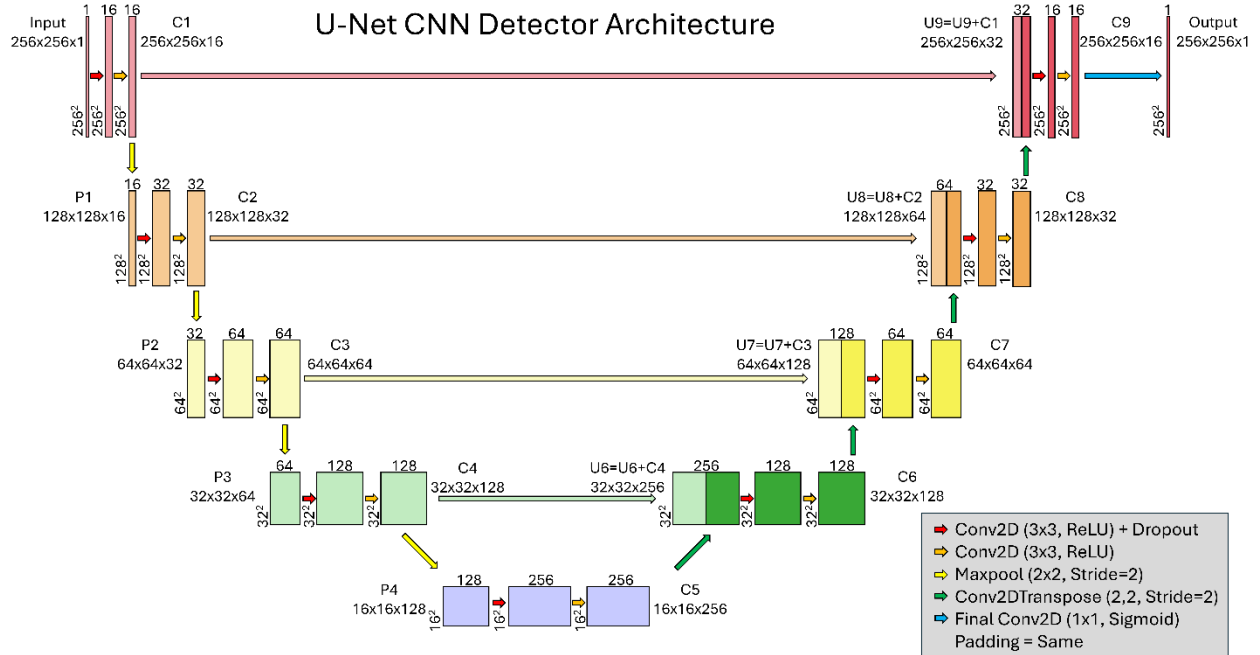 U-Net CNN Detector Architecture
Input
256x256x1
1
16
16
C1
256x256x16
256²
256²
256²
U9=U9+C1
256x256x32
32
16
16
C9
256x256x16
1
Output
256x256x1
256²
256²
256²
256²
P1
128x128x16
16
32
32
C2
128x128x32
128²
128²
128²
U8=U8+C2
128x128x64
64
32
32
C8
128x128x32
128²
128²
128²
P2
64x64x32
32
64
64
C3
64x64x64
64²
64²
64²
U7=U7+C3
64x64x128
128
64
64
C7
64x64x64
64²
64²
64²
P3
32x32x64
64
128
128
C4
32x32x128
32²
32²
32²
U6=U6+C4
32x32x256
256
128
128
C6
32x32x128
32²
32²
32²
P4
16x16x128
128
256
256
C5
16x16x256
16²
16²
16²
Conv2D (3x3, ReLU) + Dropout
Conv2D (3x3, ReLU)
Maxpool (2x2, Stride=2)
Conv2DTranspose (2,2, Stride=2)
Final Conv2D (1x1, Sigmoid)
Padding = Same